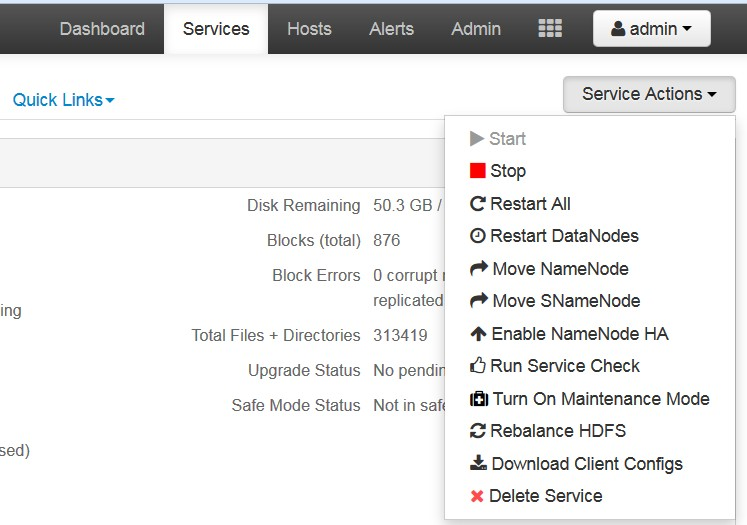 Dashboard Services Hosts Alerts Admin admin
Quick Links Service Actions
Start
Stop
Restart All
Restart DataNodes
Move NameNode
Move SNameNode
Enable NameNode HA
Run Service Check
Turn On Maintenance Mode
Rebalance HDFS
Download Client Configs
Delete Service
Disk Remaining 50.3 GB /
Blocks (total) 876
Block Errors 0 corrupt
replicated
ing
Total Files + Directories 313419
Upgrade Status No pendin
Safe Mode Status Not in safe
sed)